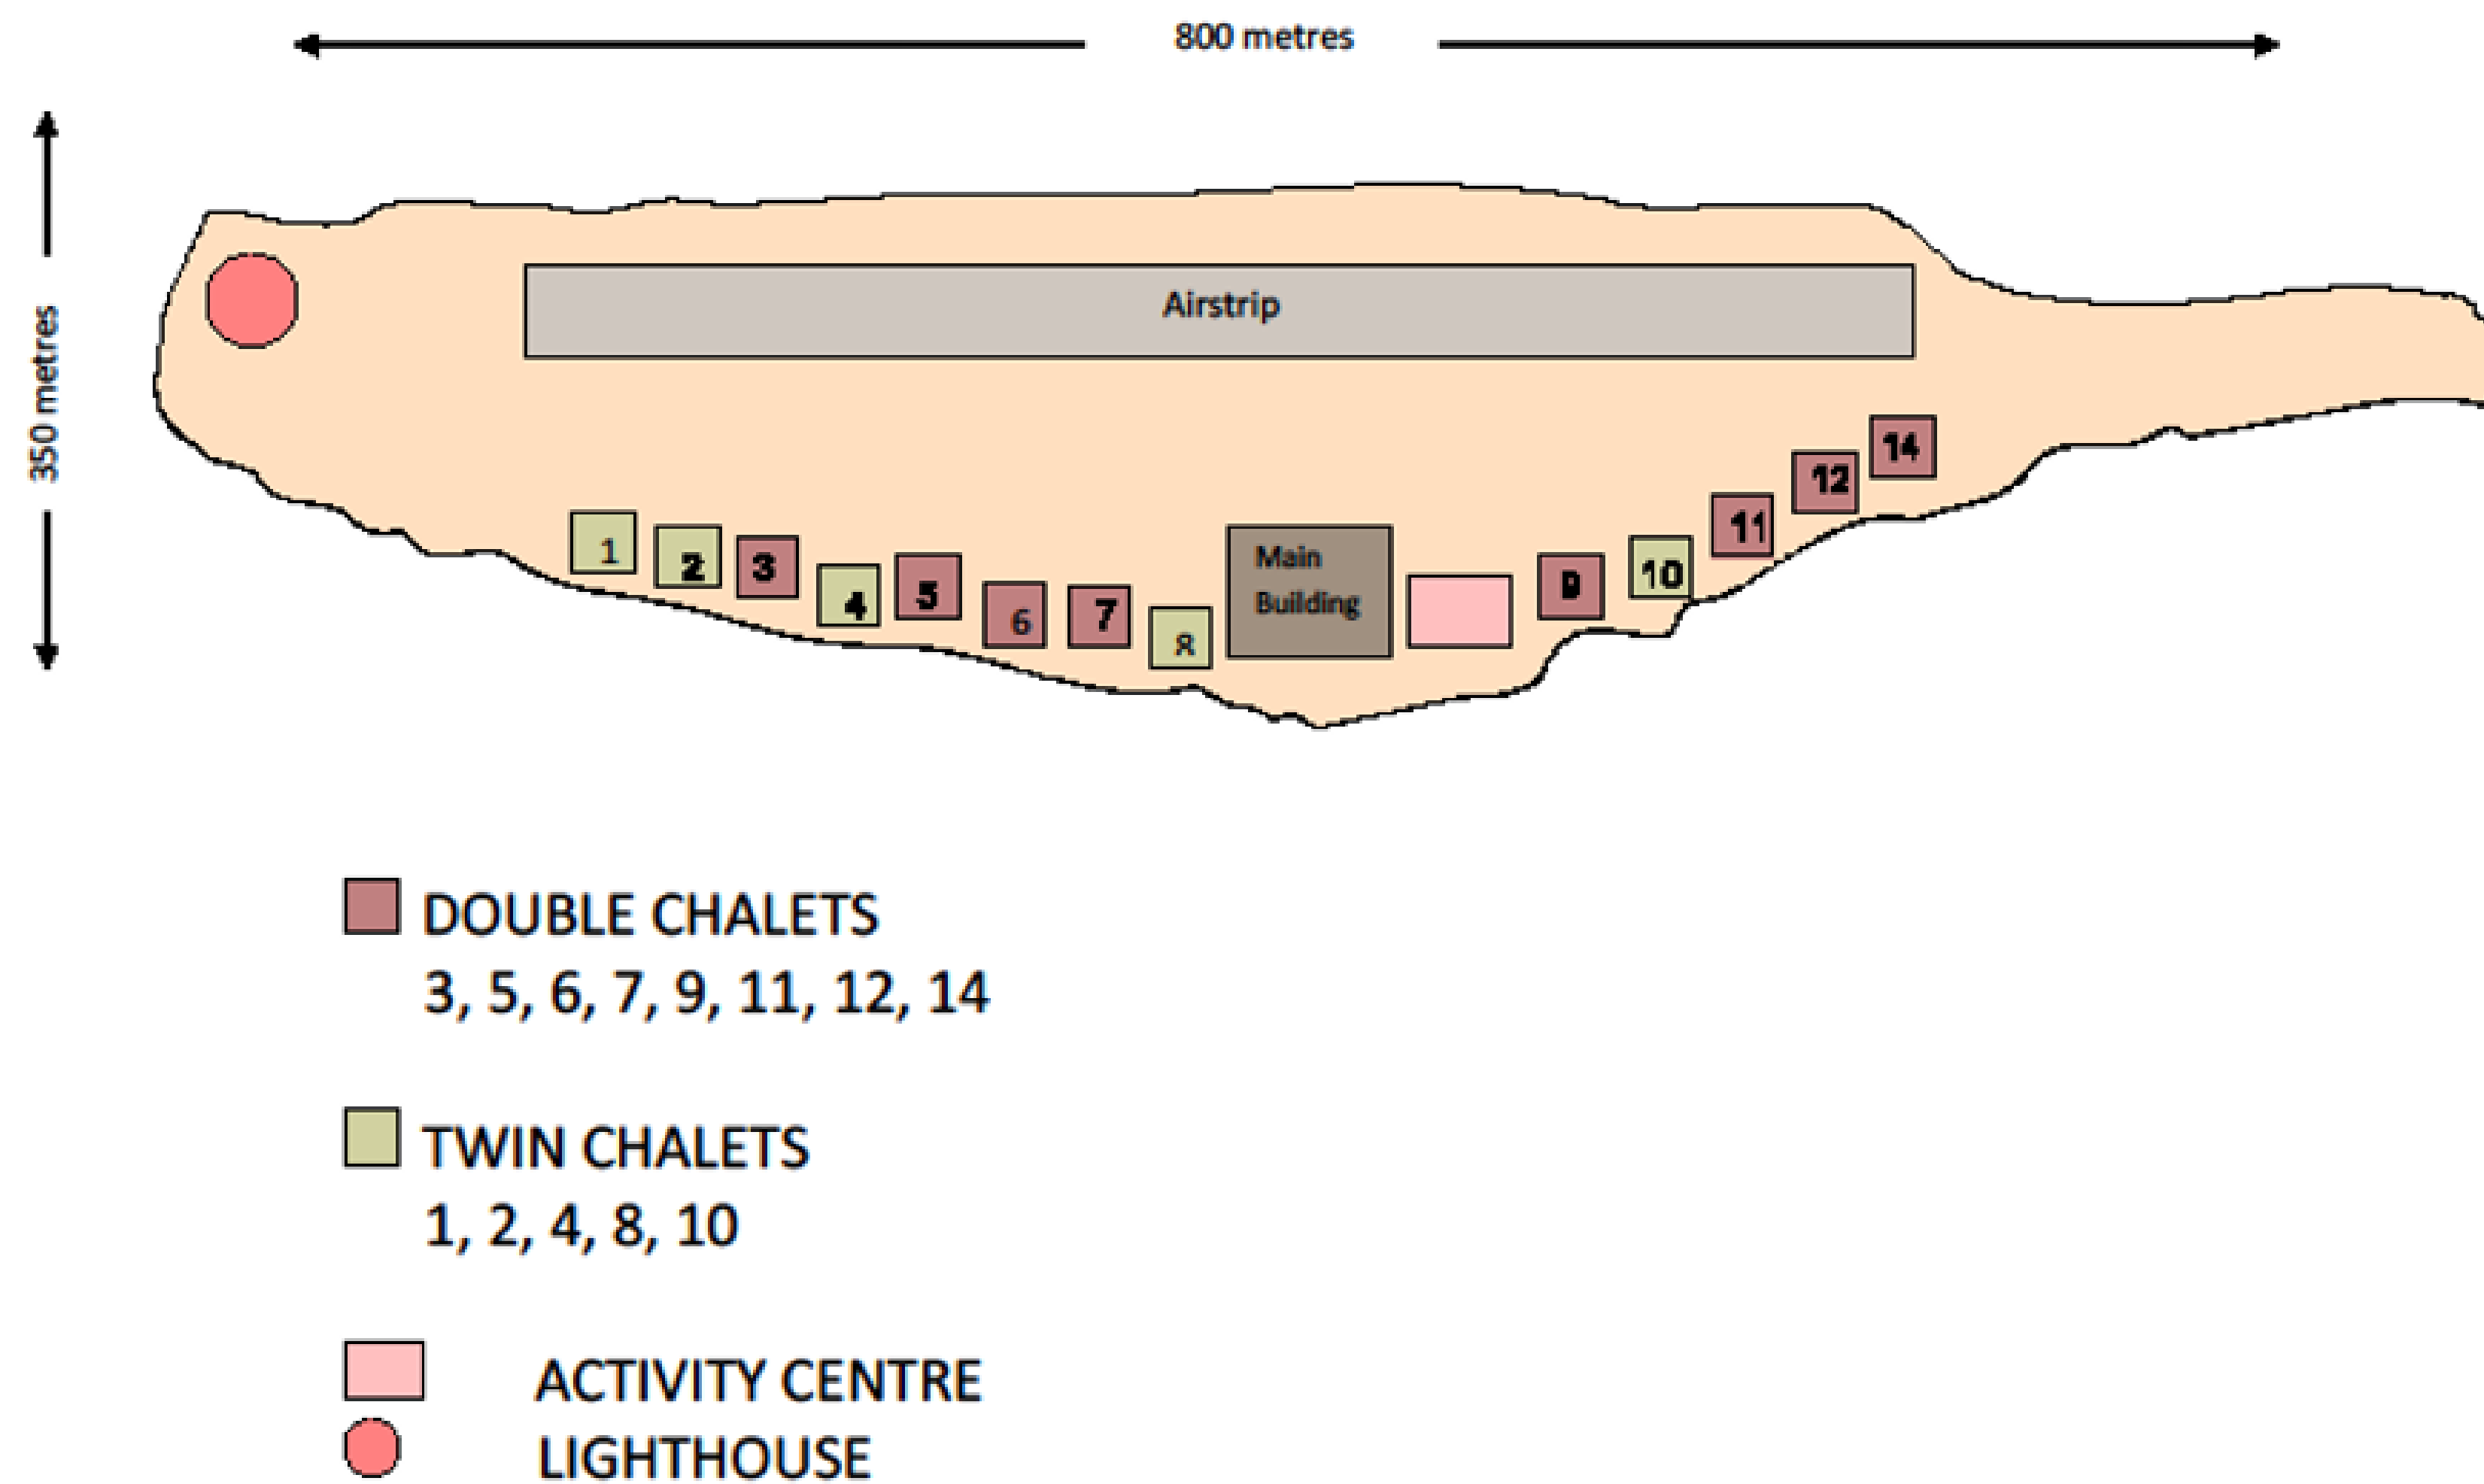 800 metres
350 metres
Airstrip
14
12
11
1
2
3
4
5
6
7
8
Main
Building
9
10
DOUBLE CHALETS
3, 5, 6, 7, 9, 11, 12, 14
TWIN CHALETS
1, 2, 4, 8, 10
ACTIVITY CENTRE
LIGHTHOUSE